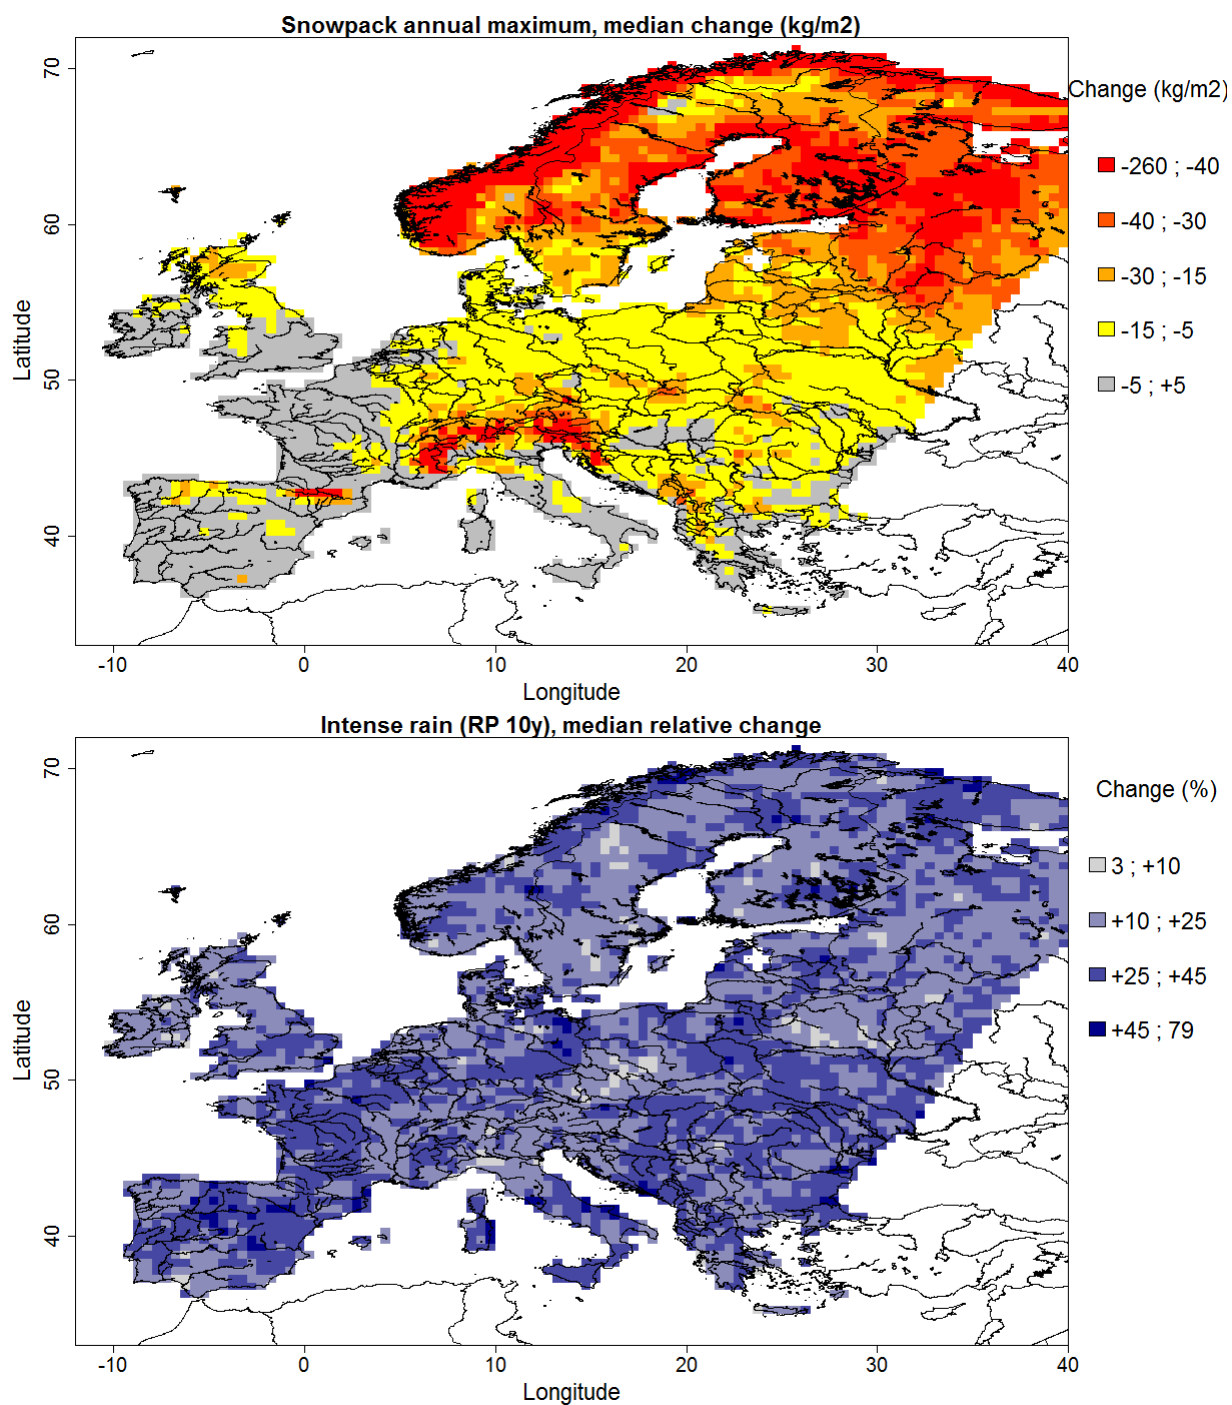 Snowpack annual maximum, median change (kg/m2)
Change (kg/m2)
-260 ; -40
-40 ; -30
-30 ; -15
-15 ; -5
-5 ; +5
Latitude
70
60
50
40
-10
0
10
20
30
40
Longitude
Intense rain (RP 10y), median relative change
Change (%)
3 ; +10
+10 ; +25
+25 ; +45
+45 ; 79
Latitude
70
60
50
40
-10
0
10
20
30
40
Longitude